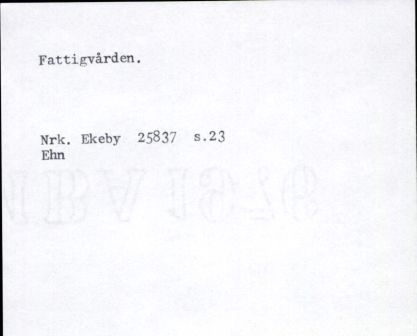 Fattigvården.
Nrk. Ekeby 25837 s.23
Ehn